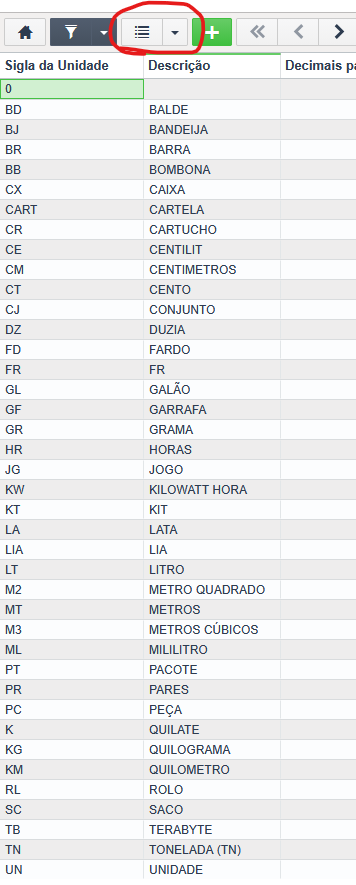 Sigla da Unidade Descrição Decimais pa
0
BD BALDE
BJ BANDEIJA
BR BARRA
BB BOMBONA
CX CAIXA
CART CARTELA
CR CARTUCHO
CE CENTILIT
CM CENTIMETROS
CT CENTO
CJ CONJUNTO
DZ DUZIA
FD FARDO
FR FR
GL GALÃO
GF GARRAFA
GR GRAMA
HR HORAS
JG JOGO
KW KILOWATT HORA
KT KIT
LA LATA
LIA LIA
LT LITRO
M2 METRO QUADRADO
MT METROS
M3 METROS CÚBICOS
ML MILILITRO
PT PACOTE
PR PARES
PC PEÇA
K QUILATE
KG QUILOGRAMA
KM QUILOMETRO
RL ROLO
SC SACO
TB TERABYTE
TN TONELADA (TN)
UN UNIDADE